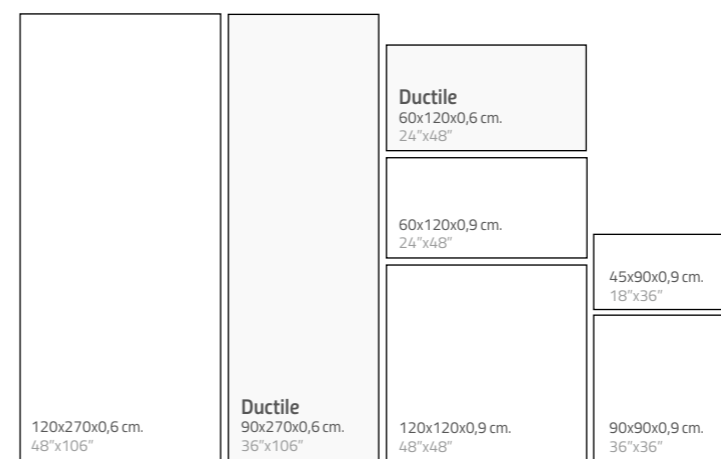 120x270x0,6 cm.
48”x106”
Ductile
90x270x0,6 cm.
36”x106”
Ductile
60x120x0,6 cm.
24”x48”
60x120x0,9 cm.
24”x48”
120x120x0,9 cm.
48”x48”
45x90x0,9 cm.
18”x36”
90x90x0,9 cm.
36”x36”